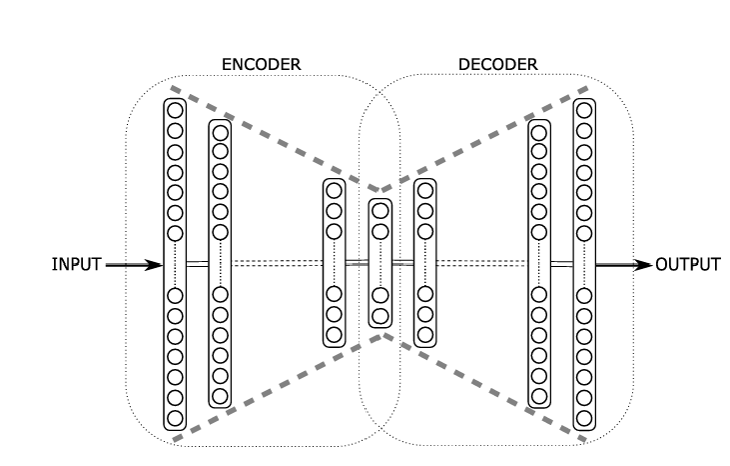 ENCODER
DECODER
INPUT
OUTPUT